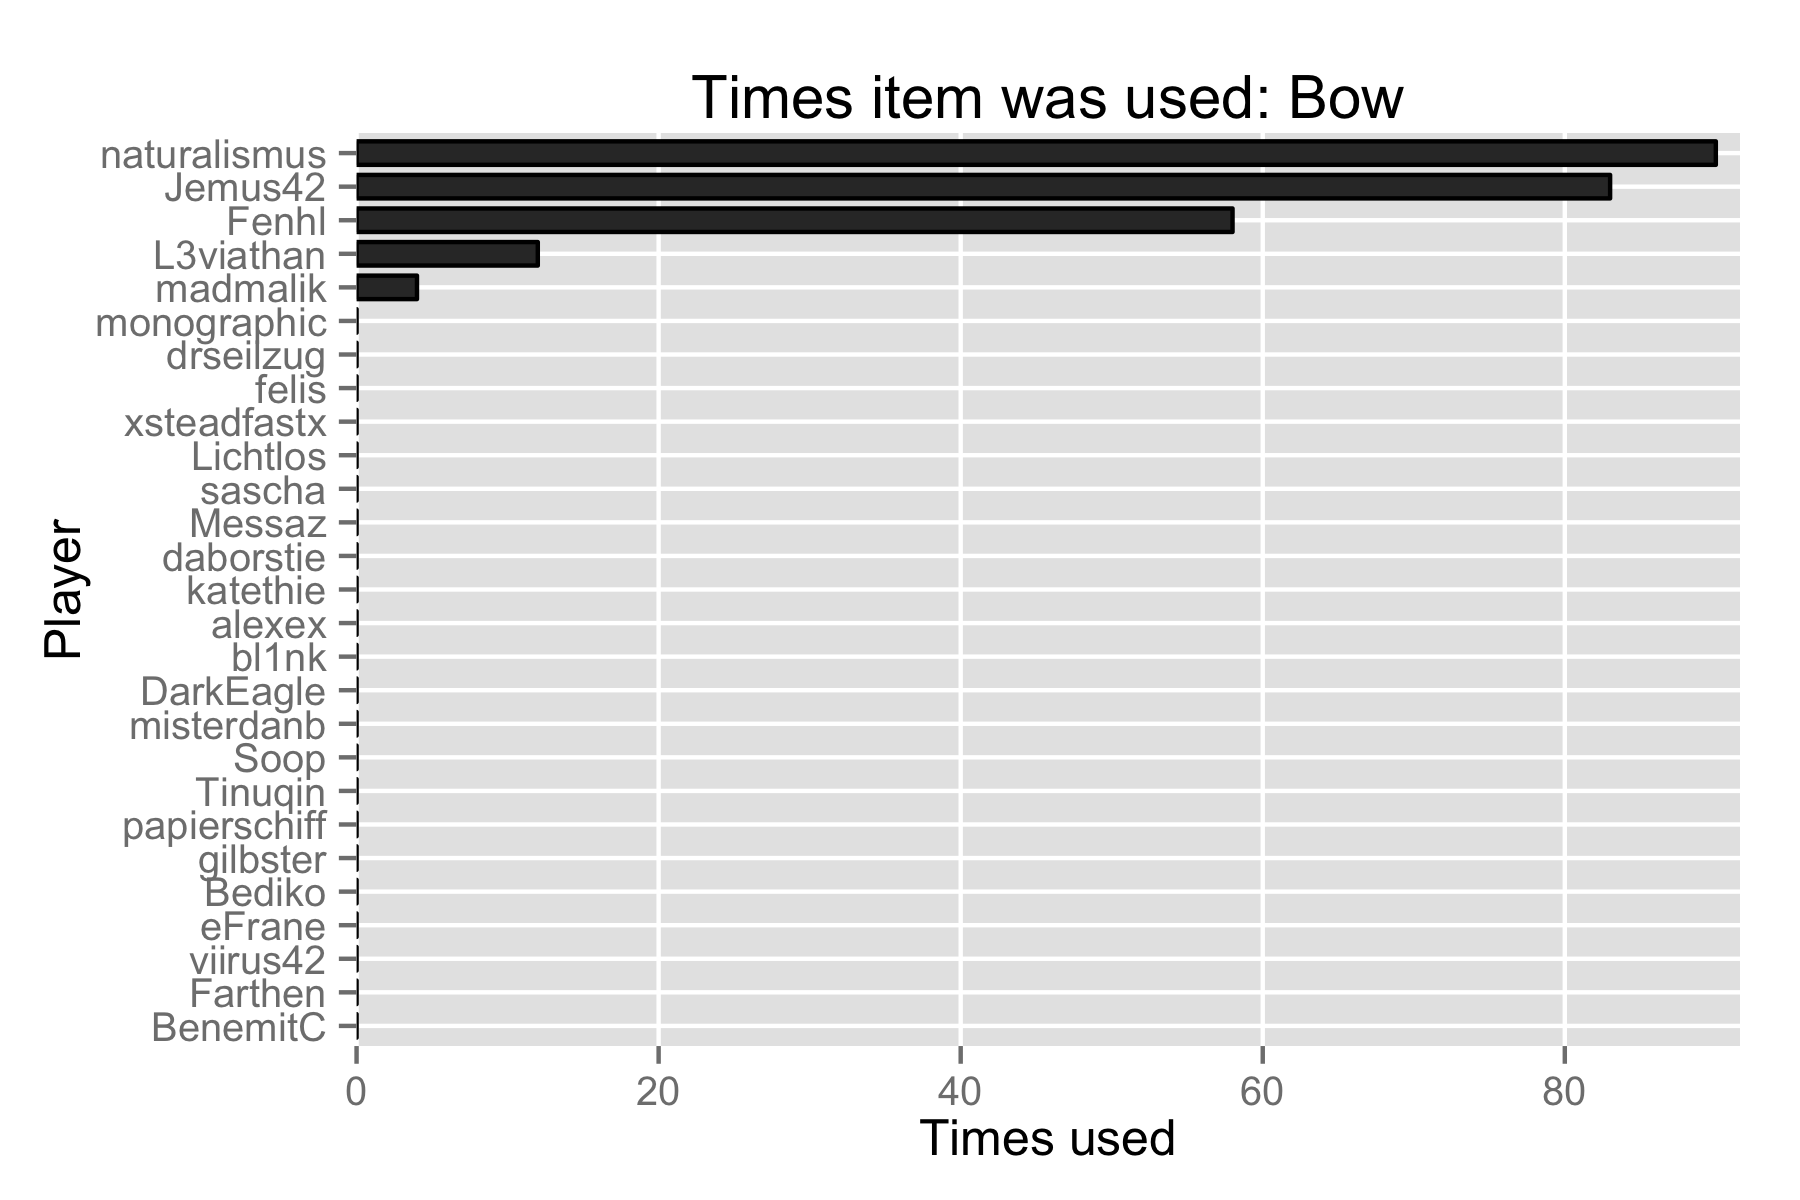 Times item was used: Bow
naturalismus
Jemus42
Fenhl
L3viathan
madmalik
monographic
drseilzug
felis
xsteadfastx
Lichtlos
sascha
Messaz
daborstie
katethie
alexex
bl1nk
DarkEagle
misterdanb
Soop
Tinuqin
papierschiff
gilbster
Bediko
eFrane
viirus42
Farthen
BenemitC
Player
0 20 40 60 80
Times used